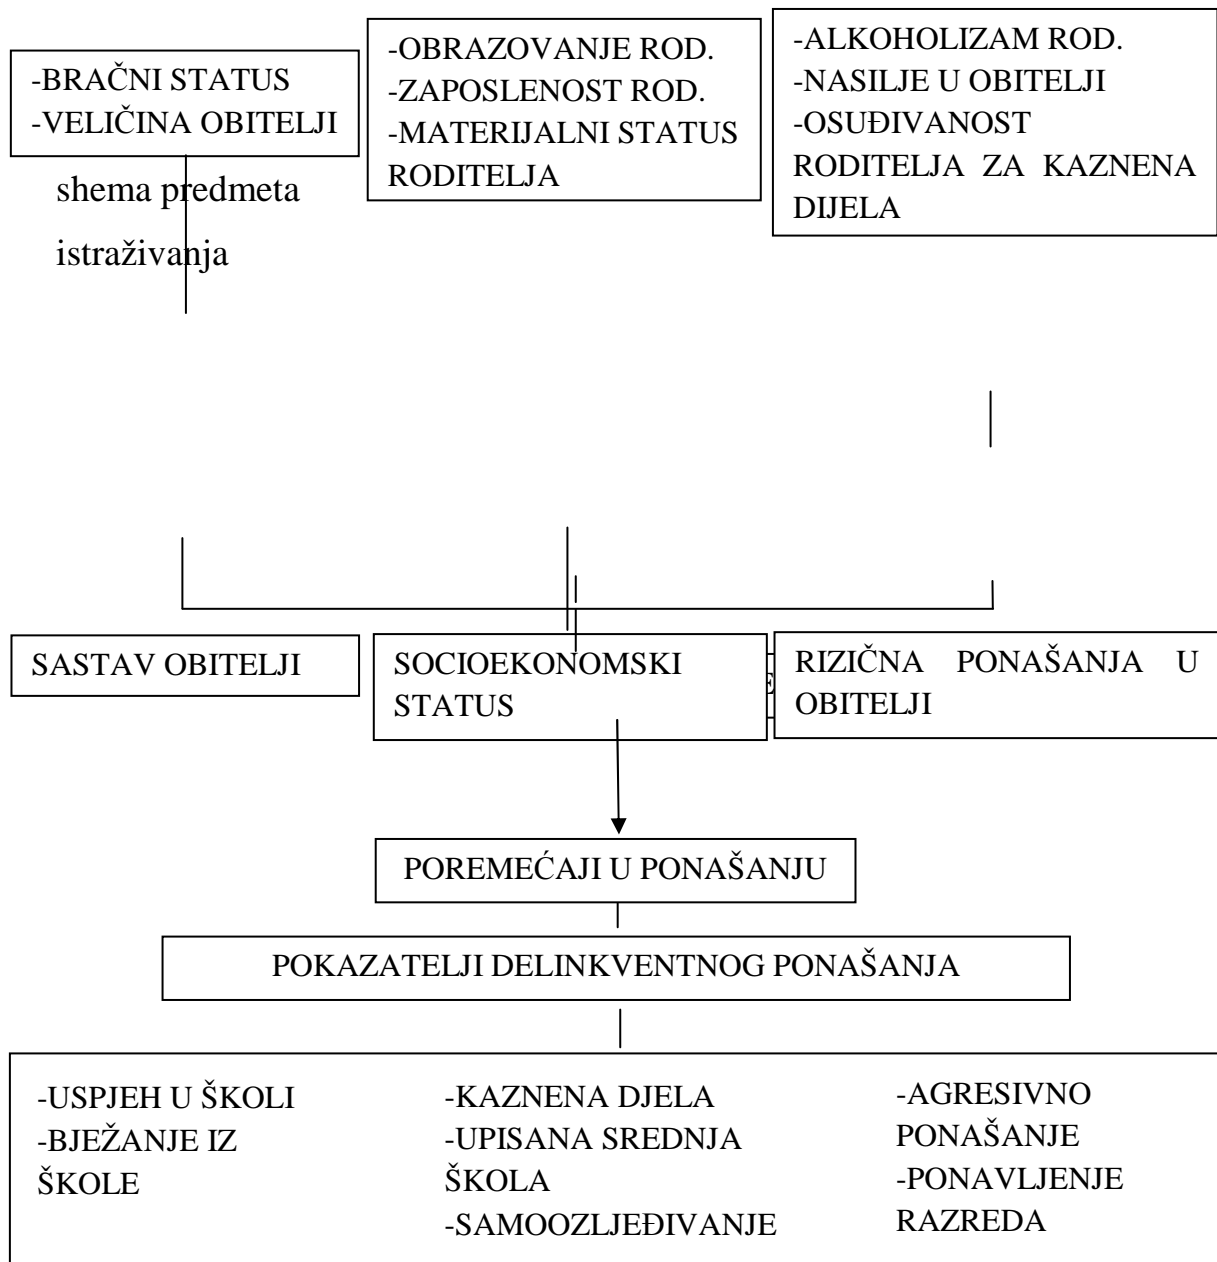 -BRAČNI STATUS
-VELIČINA OBITELJI
-OBRAZOVANJE ROD.
-ZAPOSLENOST ROD.
-MATERIJALNI STATUS
RODITELJA
-ALKOHOLIZAM ROD.
-NASILJE U OBITELJI
-OSUĐIVANOST
RODITELJA ZA KAZNENA
DIJELA
shema predmeta
istraživanja
SASTAV OBITELJI
SOCIOEKONOMSKI
STATUS
RIZIČNA PONAŠANJA U
OBITELJI
POREMEĆAJI U PONAŠANJU
POKAZATELJI DELINKVENTNOG PONAŠANJA
-USPJEH U ŠKOLI
-BJEŽANJE IZ
ŠKOLE
-KAZNENA DJELA
-UPISANA SREDNJA
ŠKOLA
-SAMOOZLJEĐIVANJE
-AGRESIVNO
PONAŠANJE
-PONAVLJENJE
RAZREDA